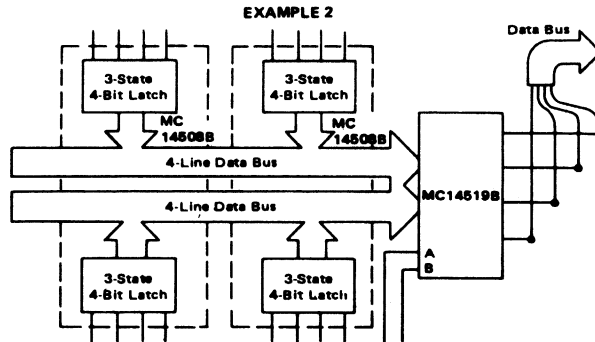 EXAMPLE 2
Data Bus
3-State
4-Bit Latch
3-State
4-Bit Latch
MC
14508B
MC
14508B
4-Line Data Bus
MC14519B
4-Line Data Bus
A
B
3-State
4-Bit Latch
3-State
4-Bit Latch